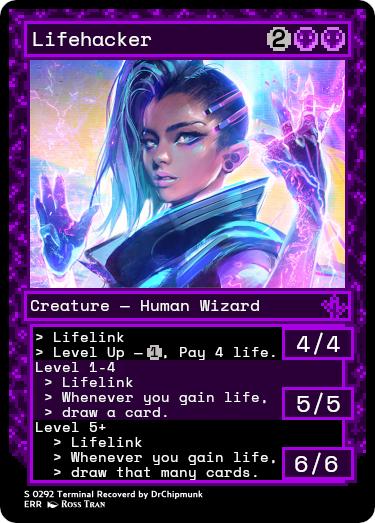 Lifehacker 2
Creature — Human Wizard
> Lifelink
> Level Up — 4, Pay 4 life.
4/4
Level 1-4
> Lifelink
> Whenever you gain life,
> draw a card.
5/5
Level 5+
> Lifelink
> Whenever you gain life,
> draw that many cards.
6/6
S 0292 Terminal Recoverd by DrChipmunk
ERR Ross Tran